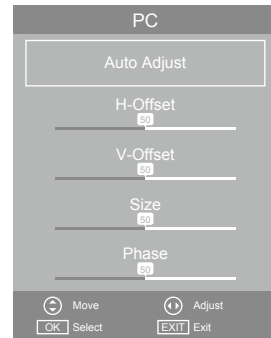 PC
Auto Adjust
H-Offset
50
V-Offset
50
Size
50
Phase
50
Move Adjust
OK Select EXIT Exit